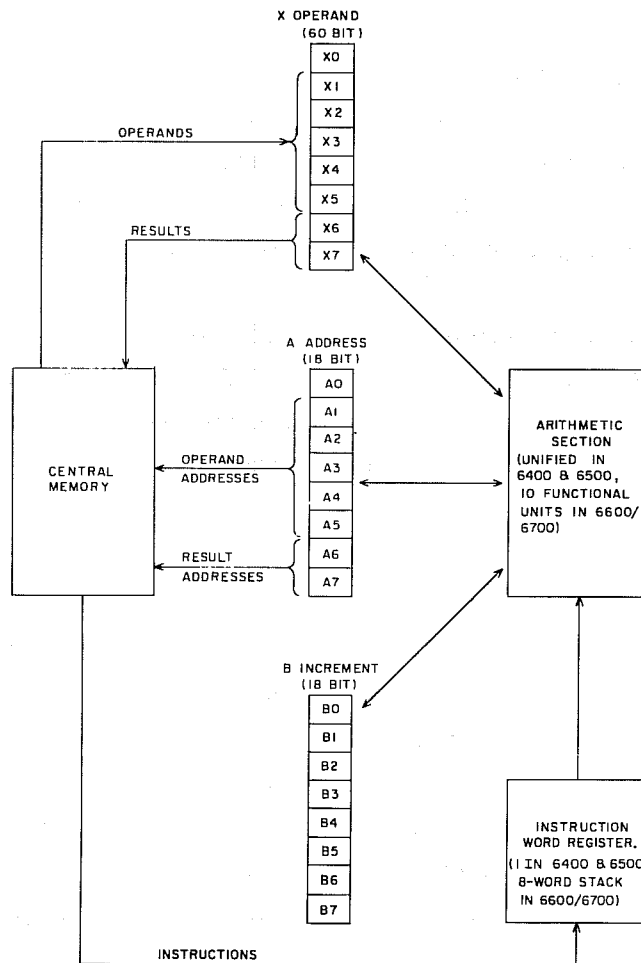 X OPERAND
(60 BIT)
X0
X1
X2
X3
X4
X5
X6
X7
OPERANDS
RESULTS
A ADDRESS
(18 BIT)
A0
A1
A2
A3
A4
A5
A6
A7
CENTRAL
MEMORY
OPERAND
ADDRESSES
RESULT
ADDRESSES
ARITHMETIC
SECTION
(UNIFIED IN
6400 & 6500,
10 FUNCTIONAL
UNITS IN 6600/
6700)
B INCREMENT
(18 BIT)
B0
B1
B2
B3
B4
B5
B6
B7
INSTRUCTION
WORD REGISTER.
(1 IN 6400 & 6500
8-WORD STACK
IN 6600/6700)
INSTRUCTIONS